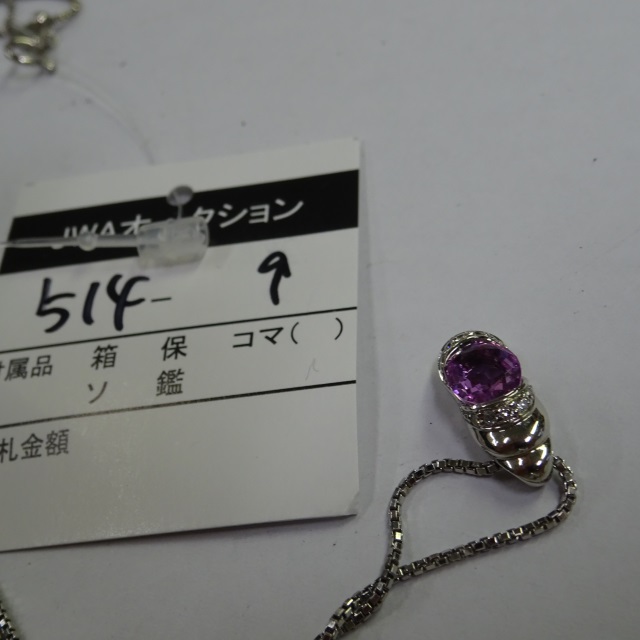 JWAオークション
514- 9
付属品 箱 保 コマ( )
ソ 鑑
札金額